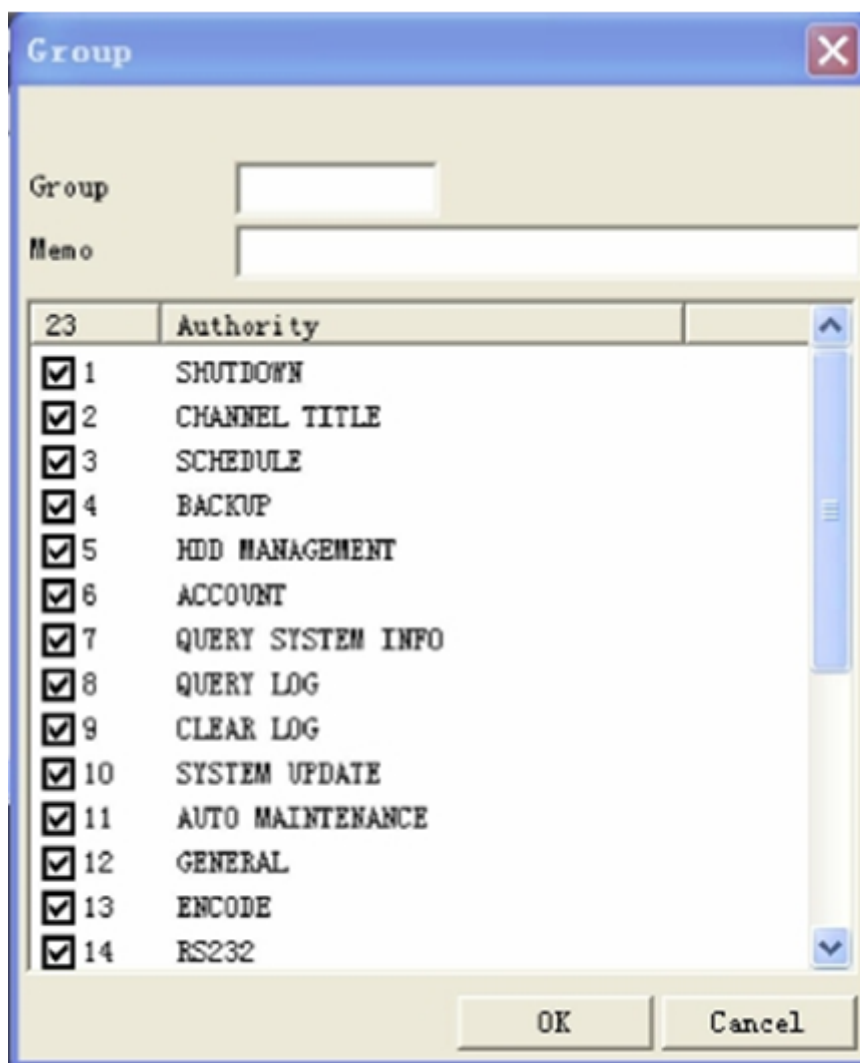 Group
Group
Memo
23 Authority
1 SHUTDOWN
2 CHANNEL TITLE
3 SCHEDULE
4 BACKUP
5 HDD MANAGEMENT
6 ACCOUNT
7 QUERY SYSTEM INFO
8 QUERY LOG
9 CLEAR LOG
10 SYSTEM UPDATE
11 AUTO MAINTENANCE
12 GENERAL
13 ENCODE
14 RS232
OK Cancel